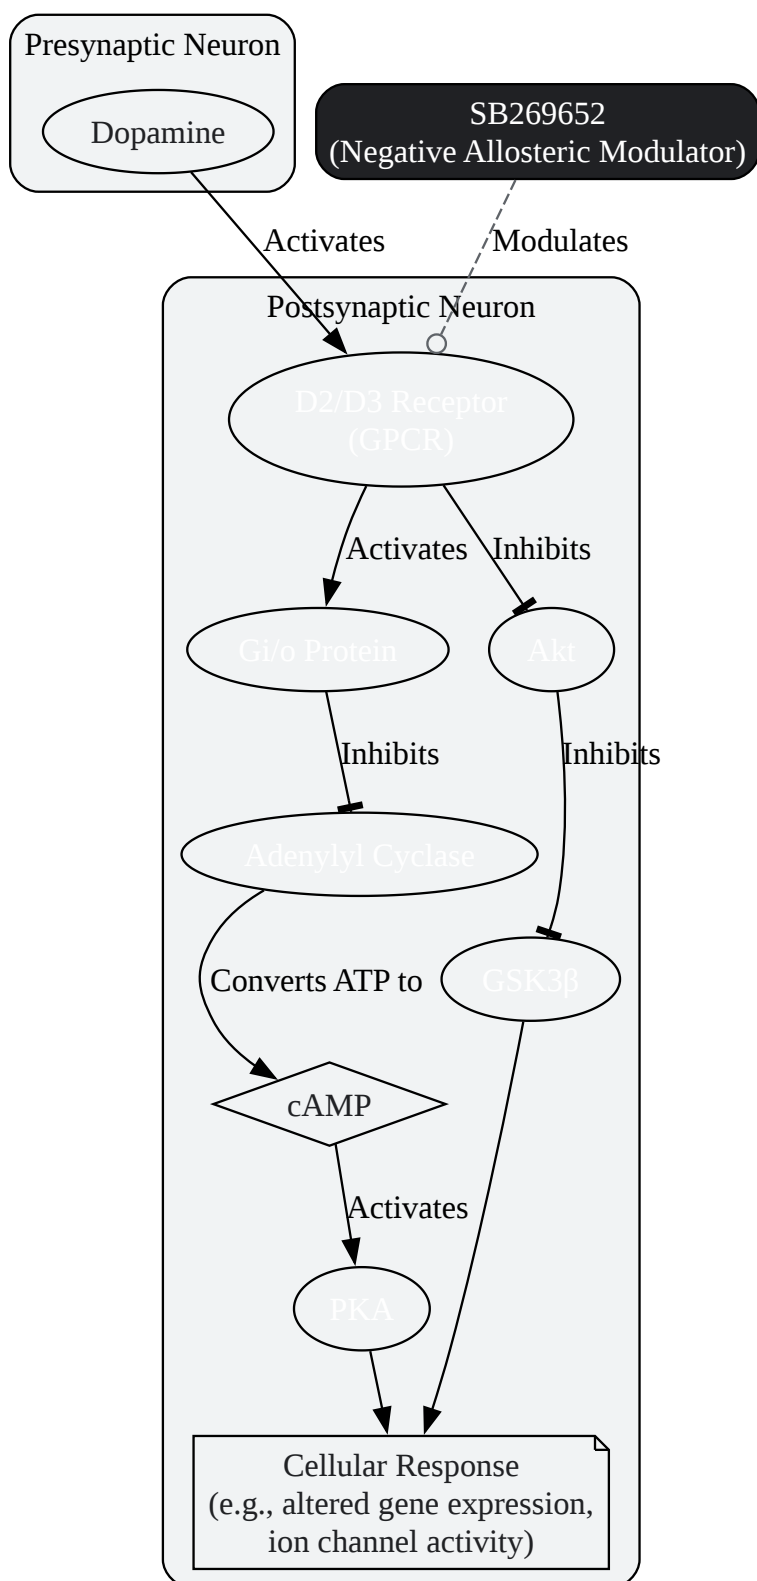 Presynaptic Neuron
Dopamine
SB269652
(Negative Allosteric Modulator)
Activates
Modulates
Postsynaptic Neuron
D2/D3 Receptor
(GPCR)
Activates
Inhibits
Gi/o Protein
Akt
Inhibits
Inhibits
Adenylyl Cyclase
Converts ATP to
GSK3β
cAMP
Activates
PKA
Cellular Response
(e.g., altered gene expression,
ion channel activity)